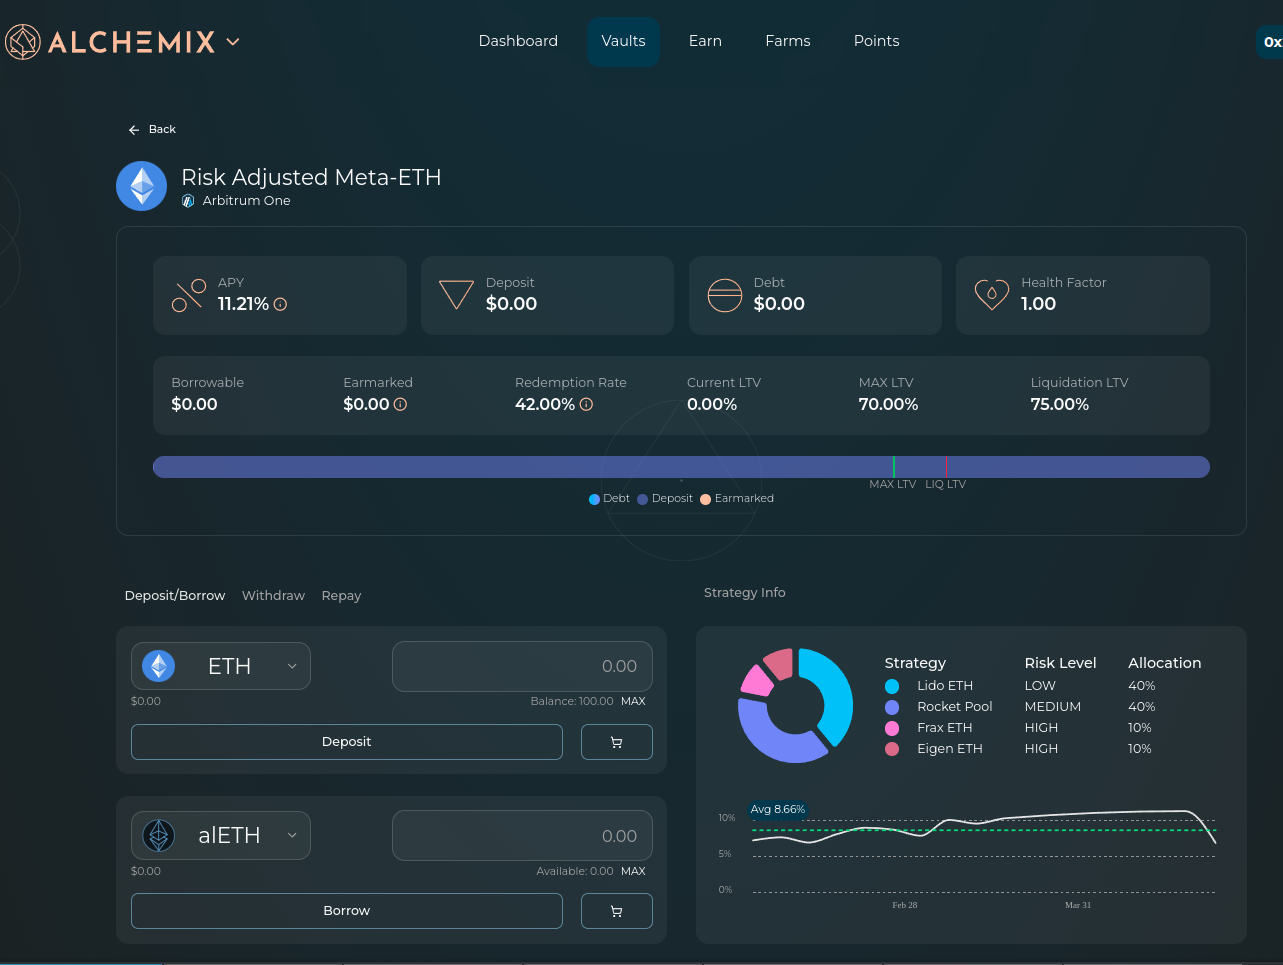 ALCHEMIX
Dashboard Vaults Earn Farms Points
0x
Back
Risk Adjusted Meta-ETH
Arbitrum One
APY
11.21%
Deposit
$0.00
Debt
$0.00
Health Factor
1.00
Borrowable Earmarked Redemption Rate Current LTV MAX LTV Liquidation LTV
$0.00 $0.00 42.00% 0.00% 70.00% 75.00%
MAX LTV LIQ LTV
Debt Deposit Earmarked
Deposit/Borrow Withdraw Repay
ETH 0.00
$0.00 Balance: 100.00 MAX
Deposit
alETH 0.00
$0.00 Available: 0.00 MAX
Borrow
Strategy Info
Strategy Risk Level Allocation
Lido ETH LOW 40%
Rocket Pool MEDIUM 40%
Frax ETH HIGH 10%
Eigen ETH HIGH 10%
Avg 8.66%
10%
5%
0%
Feb 28 Mar 31